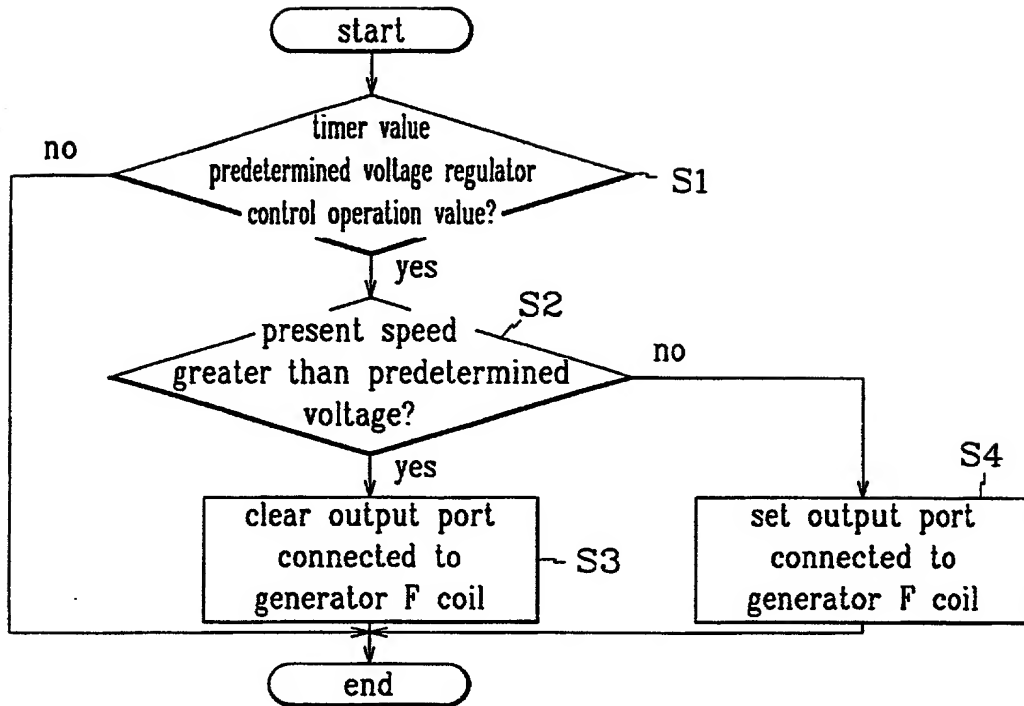 start
timer value
predetermined voltage regulator
control operation value?
no
S1
yes
S2
present speed
greater than predetermined
voltage?
no
yes
S4
clear output port
connected to
generator F coil
S3
set output port
connected to
generator F coil
end